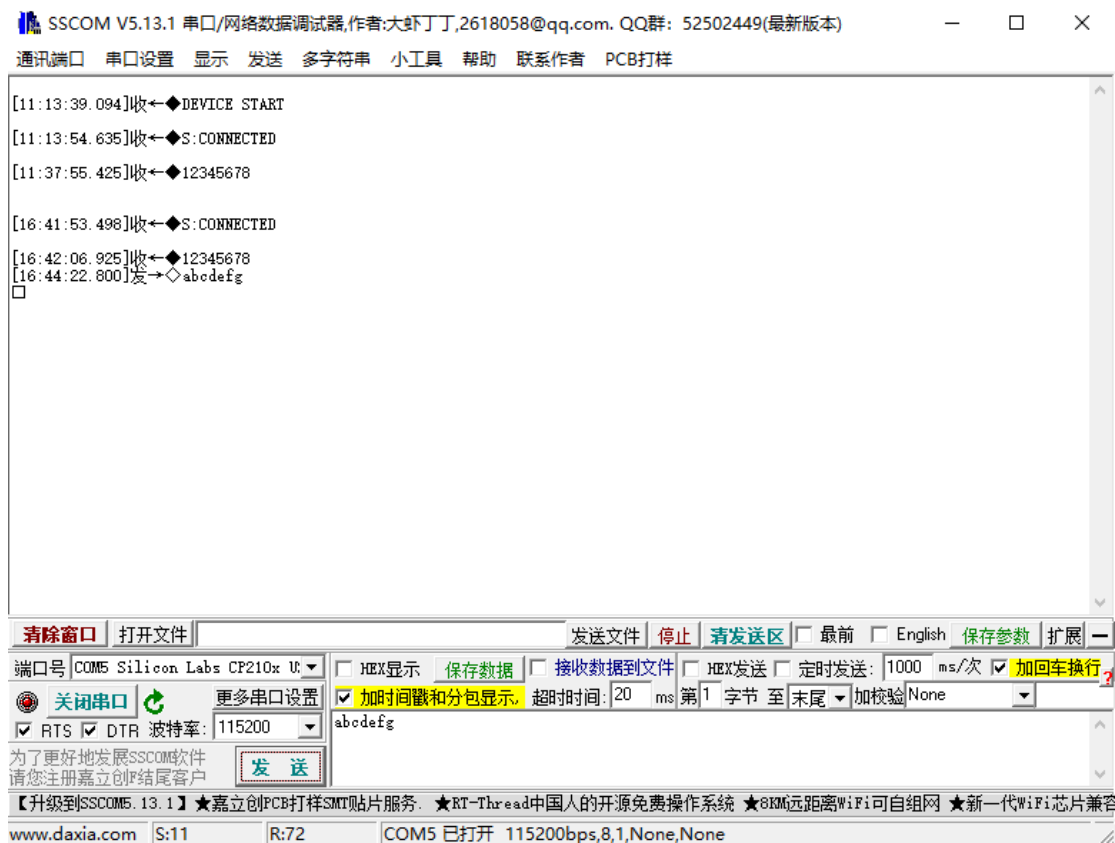 SSCOM V5.13.1 串口/网络数据调试器,作者:大虾丁丁,2618058@qq.com. QQ群: 52502449(最新版本)
通讯端口 串口设置 显示 发送 多字符串 小工具 帮助 联系作者 PCB打样
[11:13:39.094]收←◆DEVICE START
[11:13:54.635]收←◆S:CONNECTED
[11:37:55.425]收←◆12345678
[16:41:53.498]收←◆S:CONNECTED
[16:42:06.925]收←◆12345678
[16:44:22.800]发→◇abcdefg
清除窗口 打开文件 发送文件 停止 清发送区 最前 English 保存参数 扩展 —
端口号 COM5 Silicon Labs CP210x U: HEX显示 保存数据 接收数据到文件 HEX发送 定时发送: 1000 ms/次 加回车换行 ?
关闭串口 更多串口设置 加时间戳和分包显示, 超时时间: 20 ms 第 1 字节 至 末尾 加校验 None
RTS DTR 波特率: 115200 abcdefg
为了更好地发展SSCOM软件
请您注册嘉立创F结尾客户 发 送
【升级到SSCOM5.13.1】★嘉立创PCB打样SMT贴片服务. ★RT-Thread中国人的开源免费操作系统 ★8KM远距离WiFi可自组网 ★新一代WiFi芯片兼容
www.daxia.com S:11 R:72 COM5 已打开 115200bps,8,1,None,None